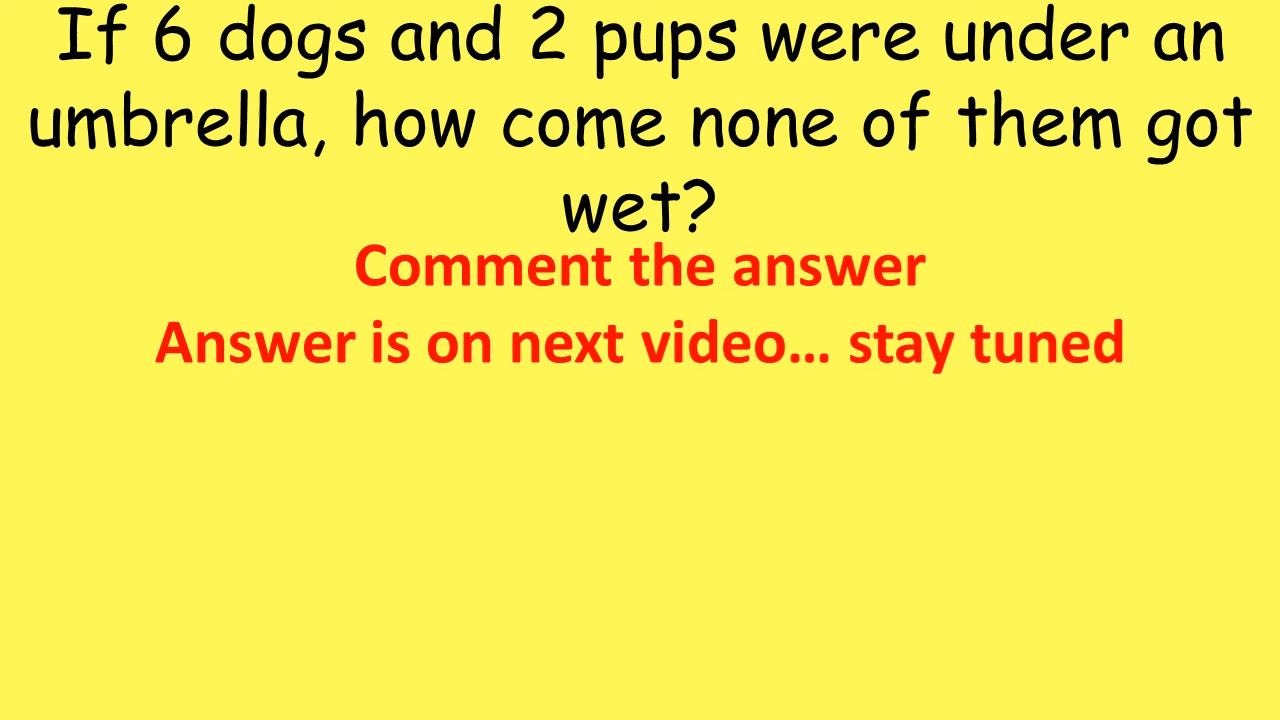 If 6 dogs and 2 pups were under an
umbrella, how come none of them got
wet?
Comment the answer
Answer is on next video… stay tuned